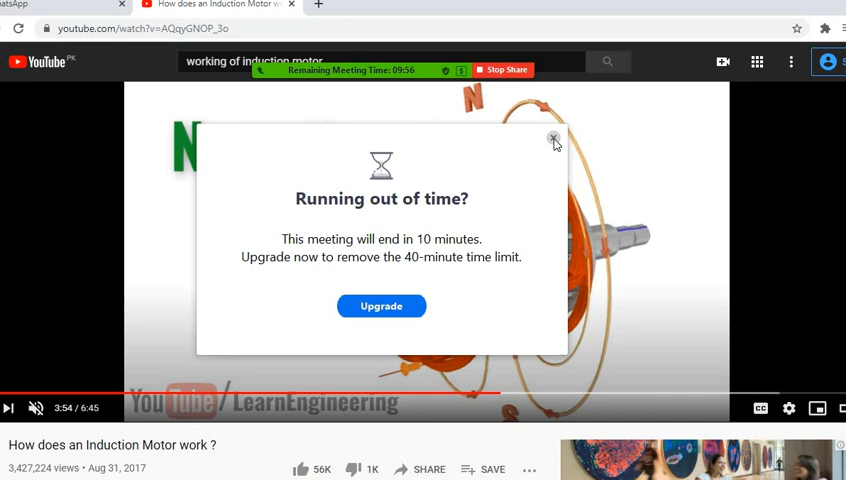 hatsApp
How does an Induction Motor wor
youtube.com/watch?v=AQqyGNOP_3o
YouTube PK
working of induction motor
Remaining Meeting Time: 09:56
Stop Share
S
N
N
Running out of time?
This meeting will end in 10 minutes.
Upgrade now to remove the 40-minute time limit.
Upgrade
S
YouTube/LearnEngineering
3:54 / 6:45
CC
How does an Induction Motor work ?
3,427,224 views • Aug 31, 2017
56K
1K
SHARE
SAVE